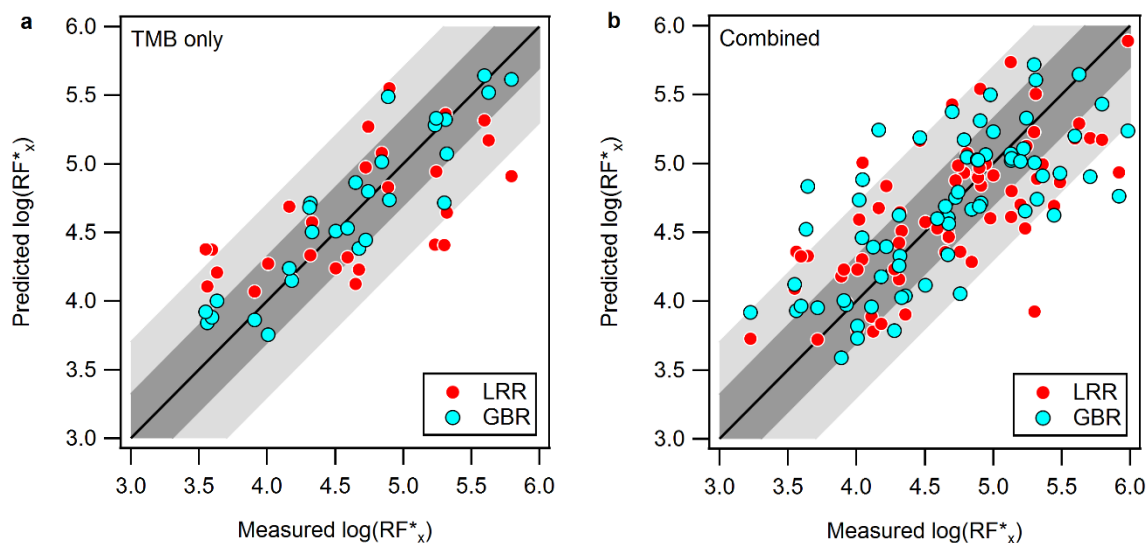 a
TMB only
Predicted log(RF*x)
6.0
5.5
5.0
4.5
4.0
3.5
3.0
LRR
GBR
3.0 3.5 4.0 4.5 5.0 5.5 6.0
Measured log(RF*x)
b
Combined
Predicted log(RF*x)
6.0
5.5
5.0
4.5
4.0
3.5
3.0
LRR
GBR
3.0 3.5 4.0 4.5 5.0 5.5 6.0
Measured log(RF*x)